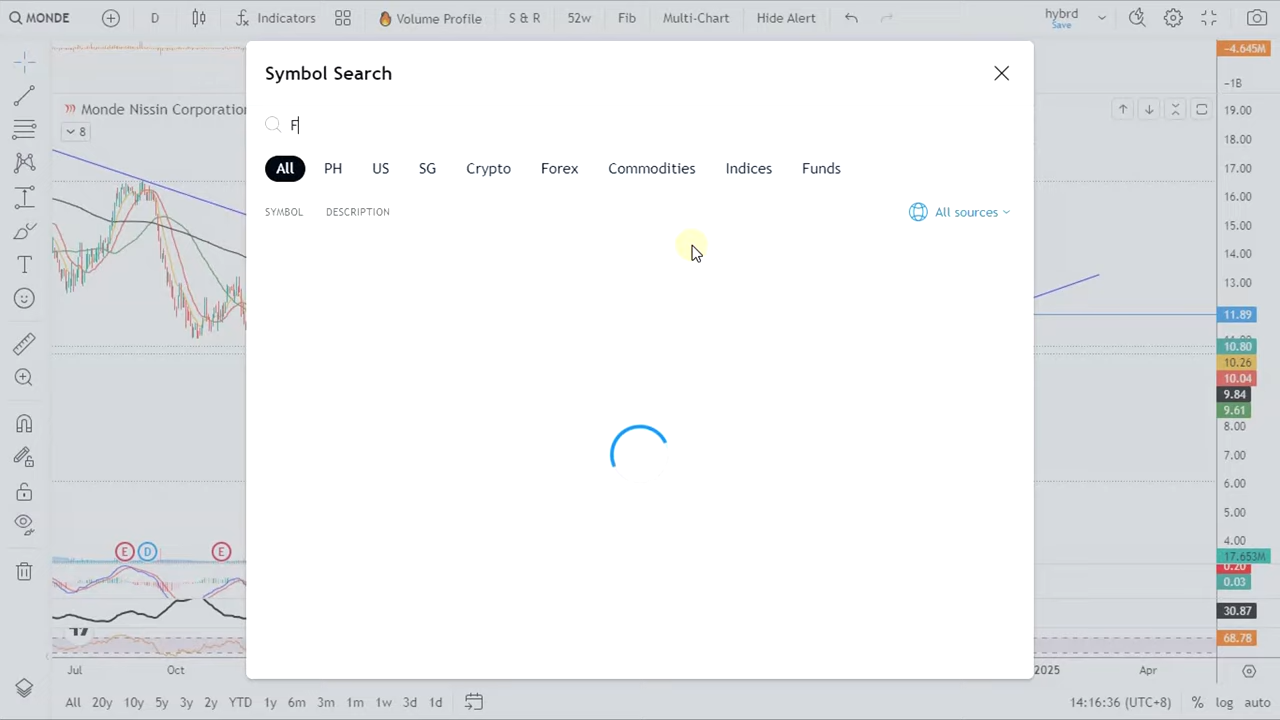 MONDE D Indicators Volume Profile S & R 52w Fib Multi-Chart Hide Alert hybrd
Save
−4.645M
−18
Symbol Search
Monde Nissin Corporation
8
F
All PH US SG Crypto Forex Commodities Indices Funds
SYMBOL DESCRIPTION All sources
19.00
18.00
17.00
16.00
15.00
14.00
13.00
11.89
10.80
10.26
10.04
9.84
9.61
8.00
7.00
6.00
5.00
4.00
17.653M
0.20
0.03
30.87
68.78
E D E
Jul Oct 2025 Apr
All 20y 10y 5y 3y 2y YTD 1y 6m 3m 1m 1w 3d 1d 14:16:36 (UTC+8) % log auto